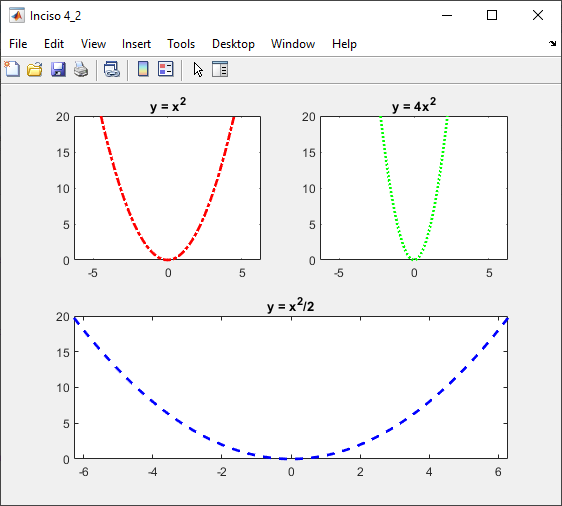 Inciso 4_2
File Edit View Insert Tools Desktop Window Help
y = x²
20
15
10
5
0
-5 0 5
y = 4x²
20
15
10
5
0
-5 0 5
y = x²/2
20
15
10
5
0
-6 -4 -2 0 2 4 6